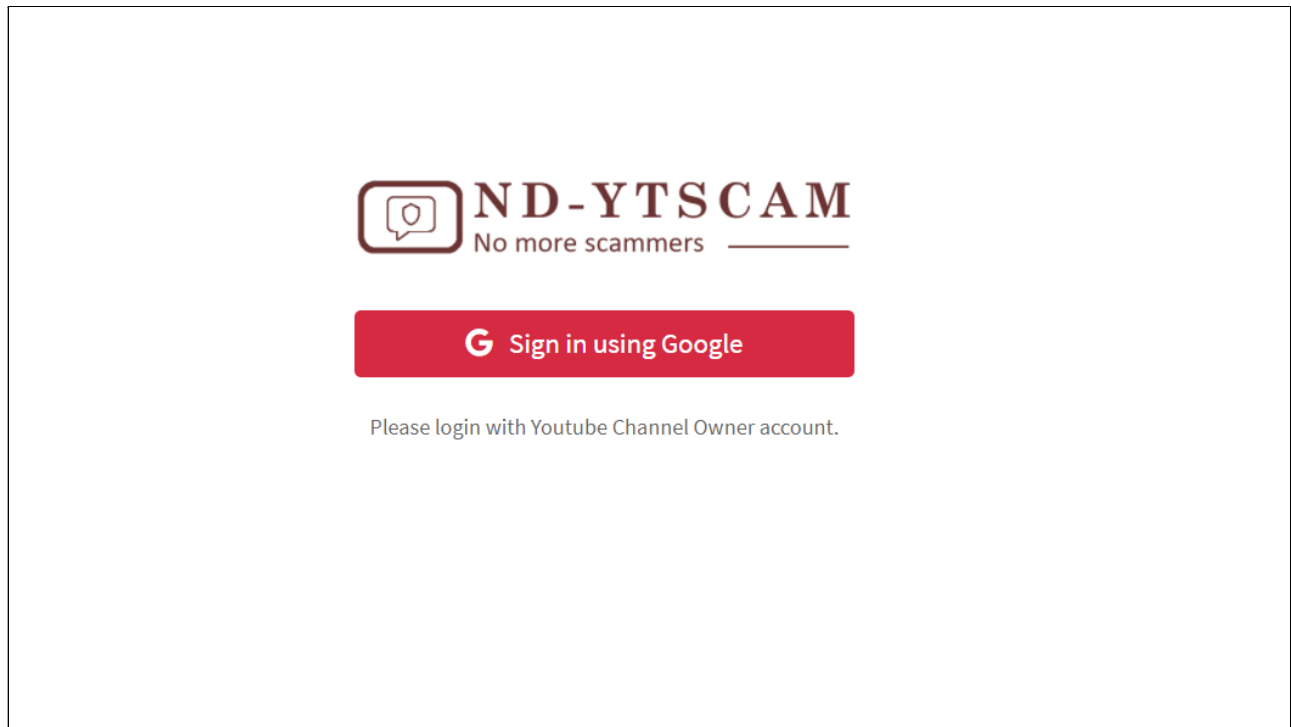 ND-YTSCAM
No more scammers
Sign in using Google
Please login with Youtube Channel Owner account.